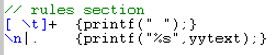 // rules section
[ \t]+  {printf(" ");}
\n|.    {printf("%s",yytext);}